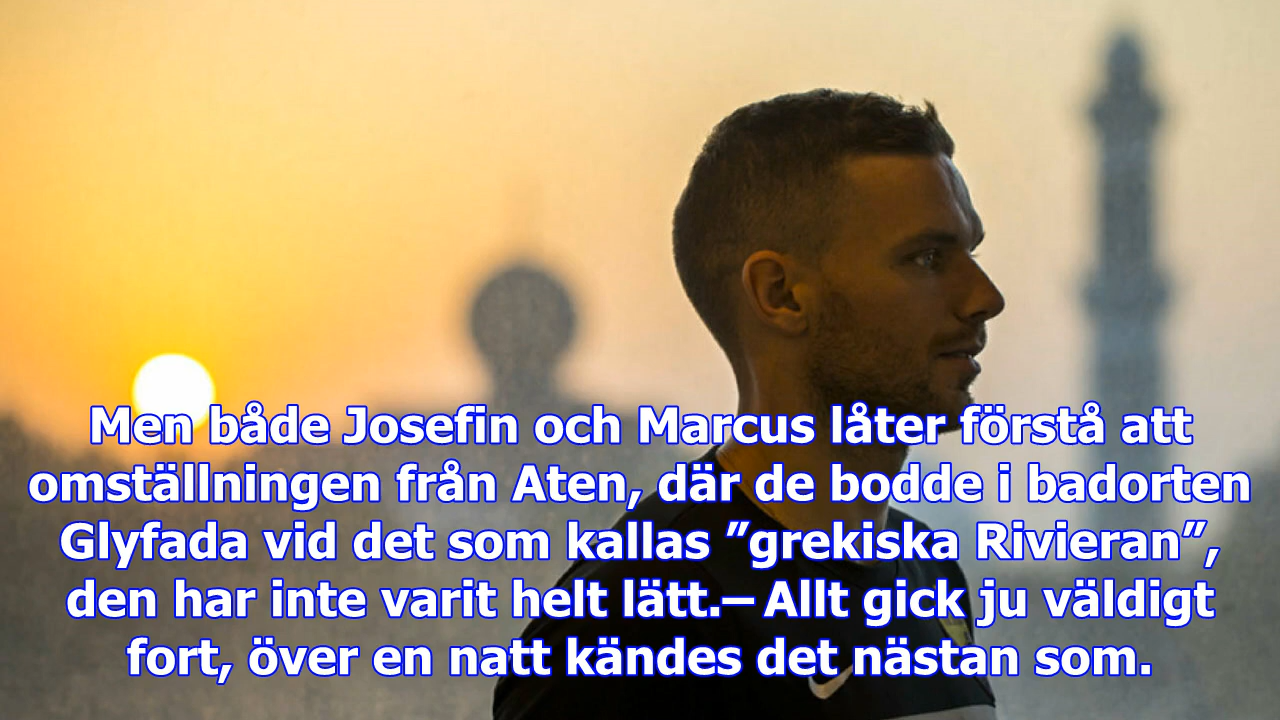 Men både Josefin och Marcus låter förstå att
omställningen från Aten, där de bodde i badorten
Glyfada vid det som kallas ”grekiska Rivieran”,
den har inte varit helt lätt.– Allt gick ju väldigt
fort, över en natt kändes det nästan som.